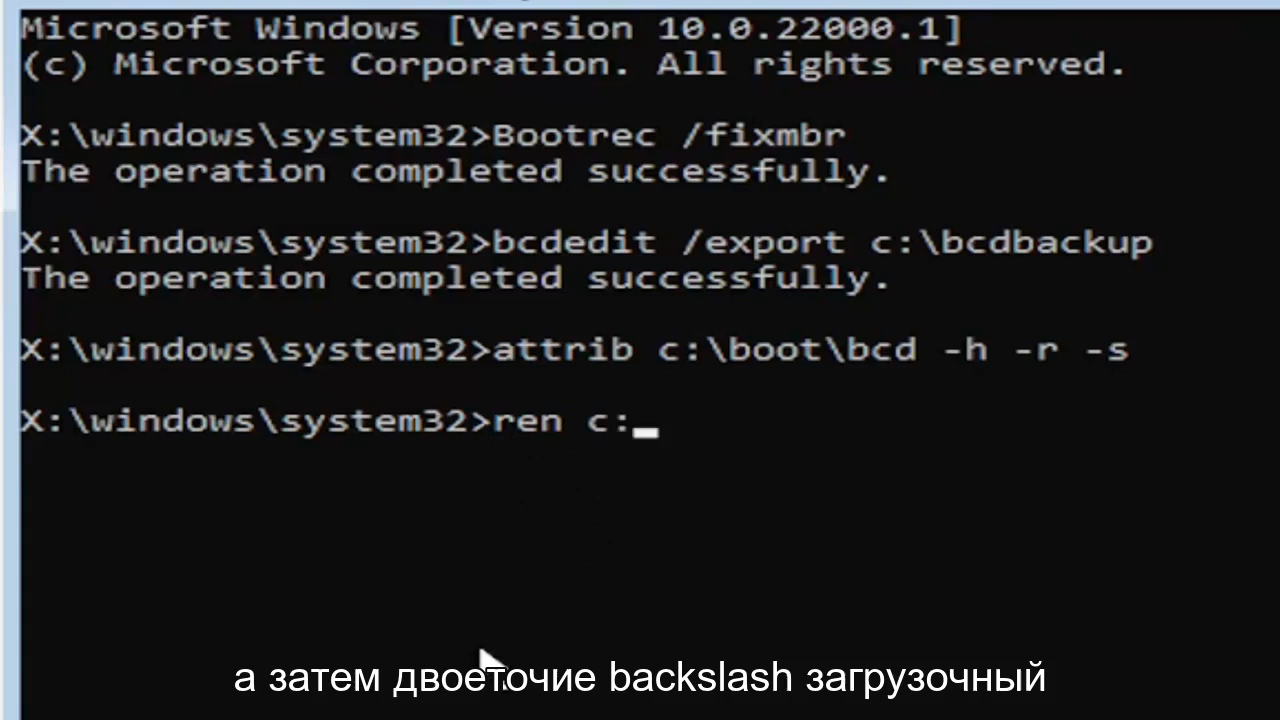 Microsoft Windows [Version 10.0.22000.1]
(c) Microsoft Corporation. All rights reserved.
X:\windows\system32>Bootrec /fixmbr
The operation completed successfully.
X:\windows\system32>bcdedit /export c:\bcdbackup
The operation completed successfully.
X:\windows\system32>attrib c:\boot\bcd -h -r -s
X:\windows\system32>ren c:
а затем двоеточие backslash загрузочный